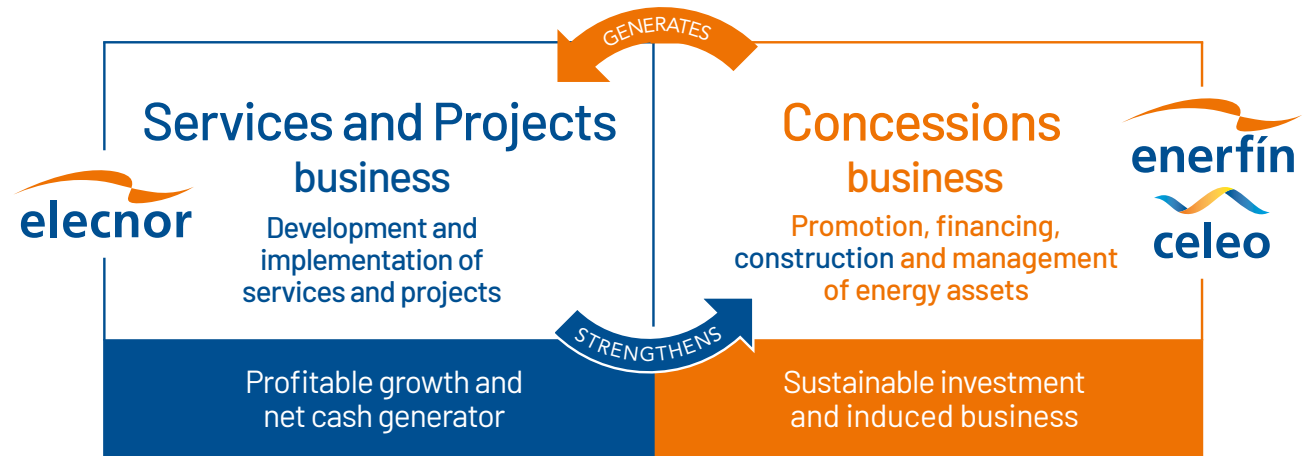 GENERATES
elecnor
Services and Projects
business
Development and
implementation of
services and projects
Concessions
business
Promotion, financing,
construction and management
of energy assets
enerfín
celeo
STRENGTHENS
Profitable growth and
net cash generator
Sustainable investment
and induced business